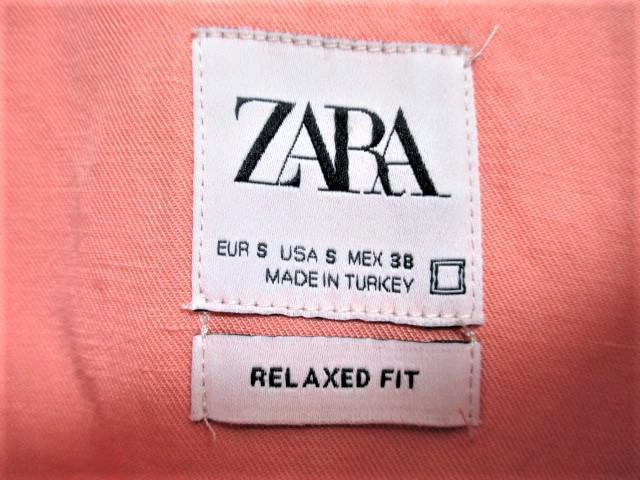 ZARA
EUR S USA S MEX 38
MADE IN TURKEY
RELAXED FIT